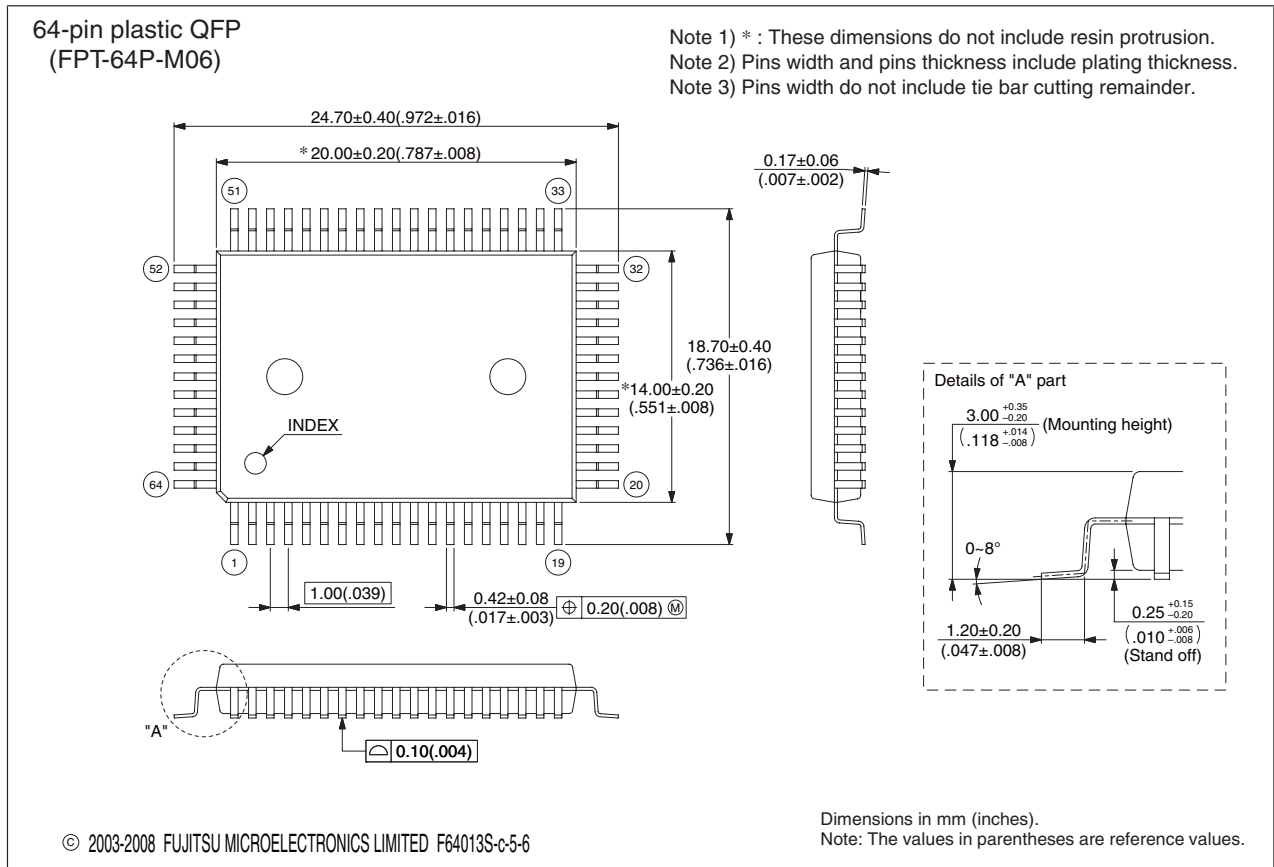 64-pin plastic QFP
(FPT-64P-M06)
Note 1) * : These dimensions do not include resin protrusion.
Note 2) Pins width and pins thickness include plating thickness.
Note 3) Pins width do not include tie bar cutting remainder.
24.70±0.40(.972±.016)
*20.00±0.20(.787±.008)
0.17±0.06
(.007±.002)
51
33
52
32
18.70±0.40
(.736±.016)
*14.00±0.20
(.551±.008)
INDEX
64
20
1
19
1.00(.039)
0.42±0.08
(.017±.003)
⌖ 0.20(.008) Ⓜ
Details of "A" part
3.00 +0.35 –0.20 (Mounting height)
(.118 +.014 –.008)
0~8°
1.20±0.20
(.047±.008)
0.25 +0.15 –0.20
(.010 +.006 –.008)
(Stand off)
"A"
⌓ 0.10(.004)
© 2003-2008 FUJITSU MICROELECTRONICS LIMITED F64013S-c-5-6
Dimensions in mm (inches).
Note: The values in parentheses are reference values.